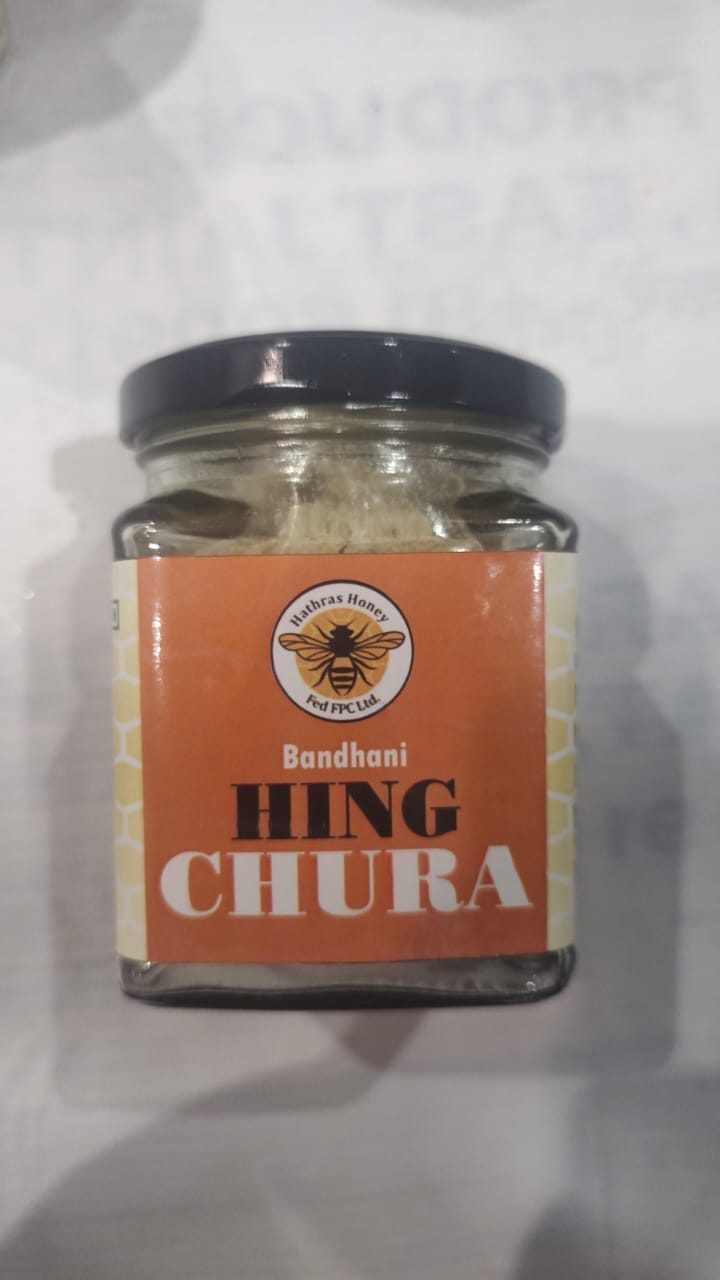 Hathras Honey
Fed FPC Ltd.
Bandhani
HING
CHURA